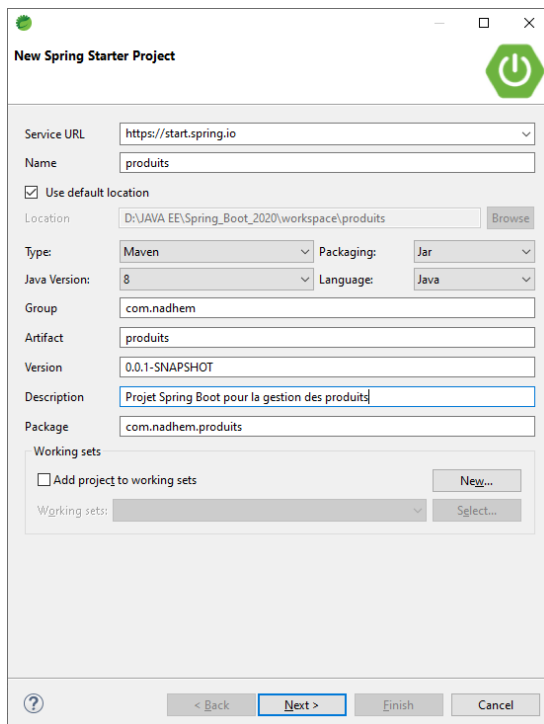 New Spring Starter Project
Service URL https://start.spring.io
Name produits
Use default location
Location D:\JAVA EE\Spring_Boot_2020\workspace\produits Browse
Type: Maven Packaging: Jar
Java Version: 8 Language: Java
Group com.nadhem
Artifact produits
Version 0.0.1-SNAPSHOT
Description Projet Spring Boot pour la gestion des produits
Package com.nadhem.produits
Working sets
Add project to working sets New...
Working sets: Select...
? < Back Next > Finish Cancel